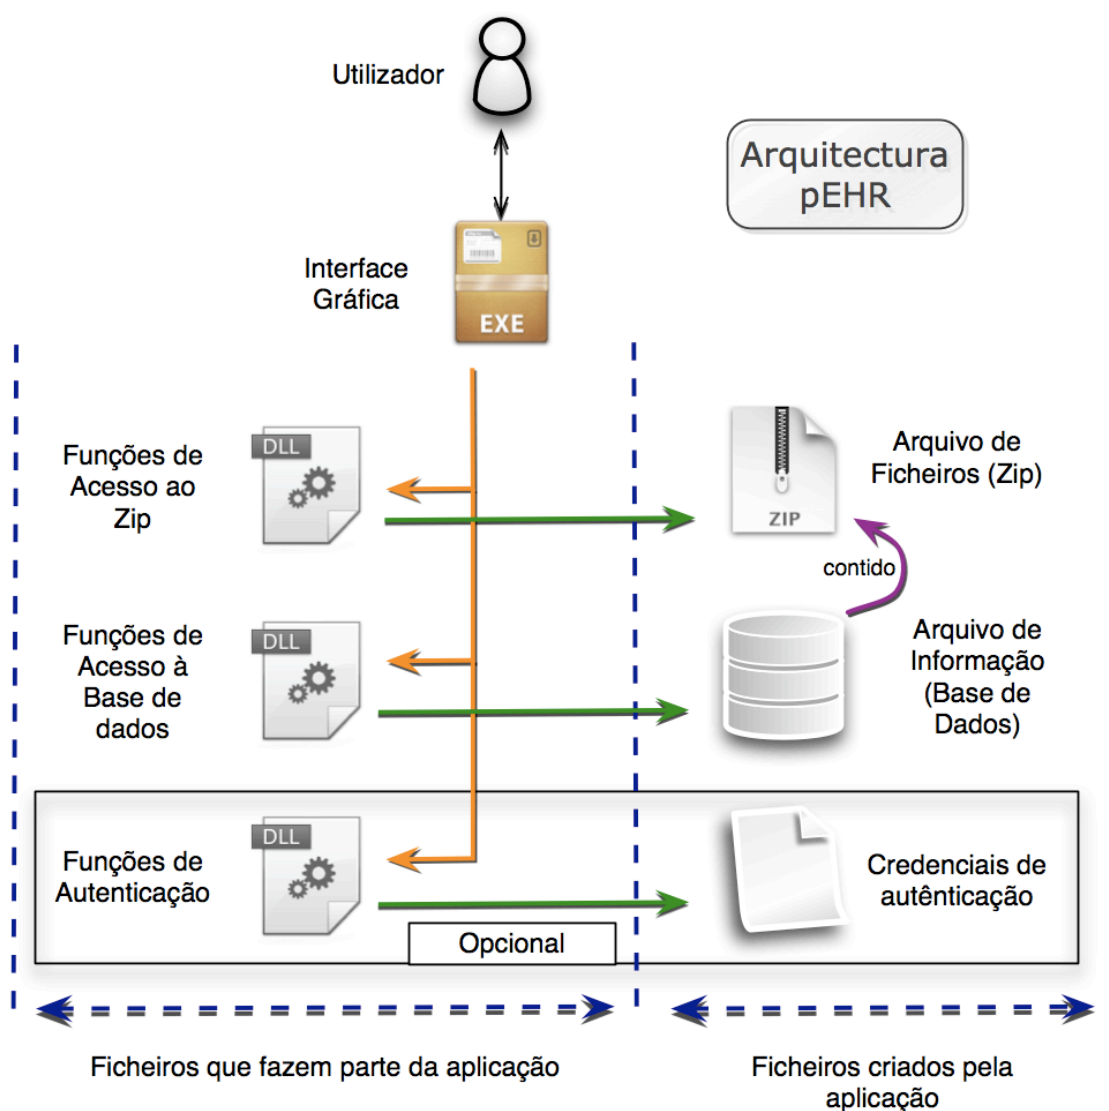 Utilizador
Arquitectura
pEHR
Interface
Gráfica
EXE
Funções de
Acesso ao
Zip
DLL
ZIP
Arquivo de
Ficheiros (Zip)
contido
Funções de
Acesso à
Base de
dados
DLL
Arquivo de
Informação
(Base de
Dados)
Funções de
Autenticação
DLL
Credenciais de
autênticação
Opcional
Ficheiros que fazem parte da aplicação
Ficheiros criados pela
aplicação